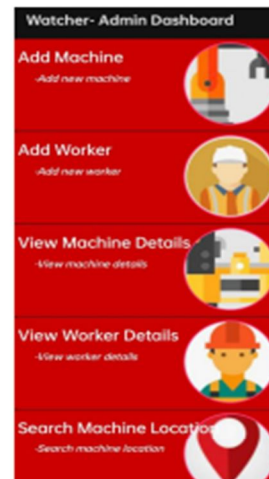 Watcher- Admin Dashboard
Add Machine
-Add new machine
Add Worker
-Add new worker
View Machine Details
-View machine details
View Worker Details
-View worker details
Search Machine Location
-Search machine location